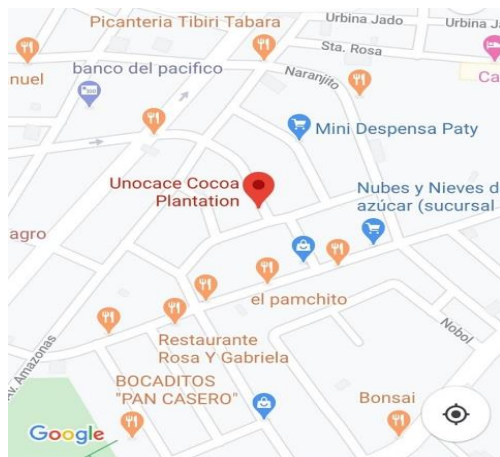 Urbina Jado
Urbina Ja
Picanteria Tibiri Tabara
Sta. Rosa
nuel
banco del pacifico
Naranjilo
Ca
Mini Despensa Paty
Unocace Cocoa
Plantation
Nubes y Nieves d
azúcar (sucursal
agro
el pamchito
Nobol
Restaurante
Rosa Y Gabriela
Av. Amazonas
BOCADITOS
"PAN CASERO"
Bonsai
Google